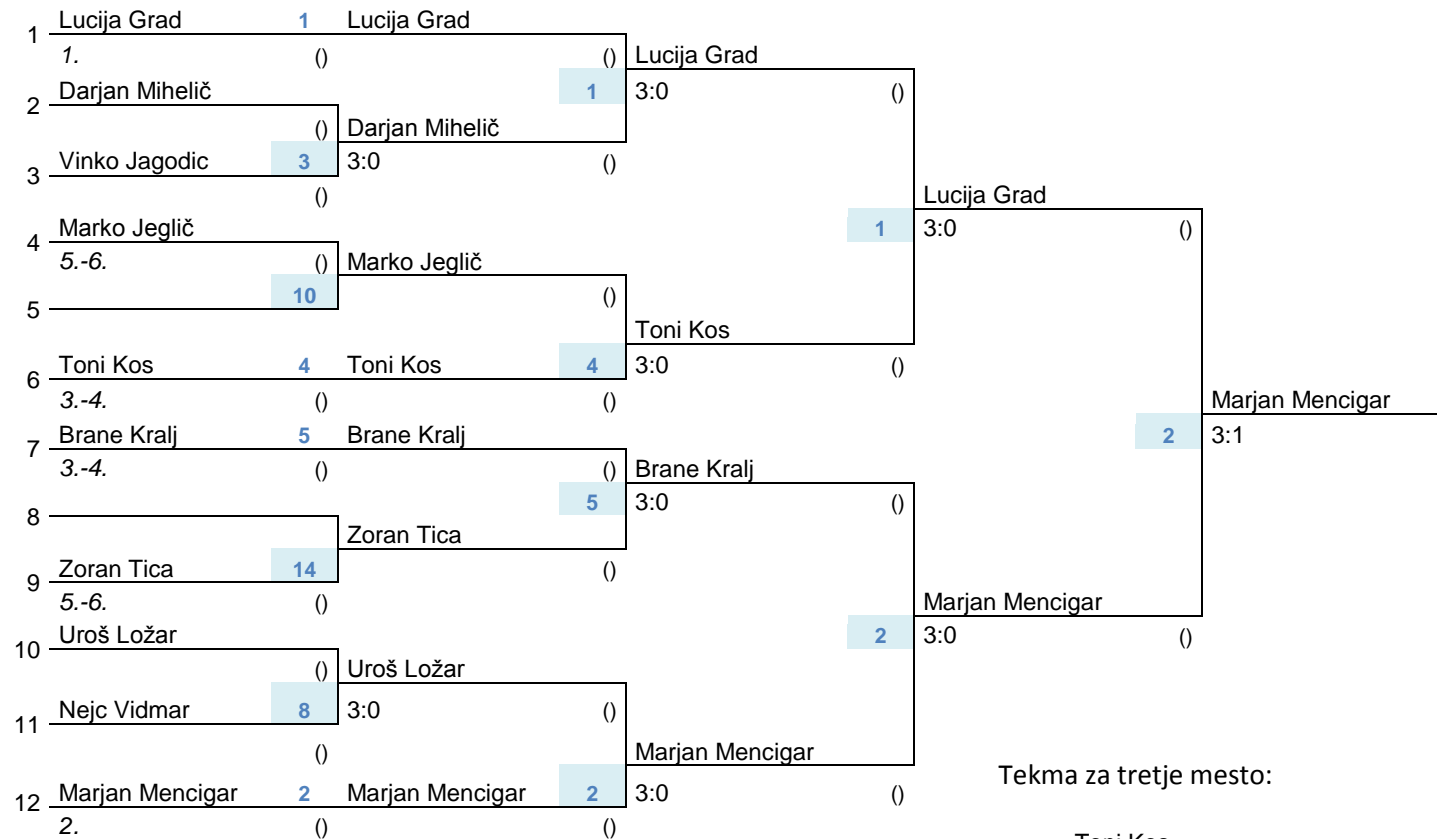 1 Lucija Grad 1 Lucija Grad
1. () () Lucija Grad
2 Darjan Mihelič 1 3:0 ()
() Darjan Mihelič
3 Vinko Jagodic 3 3:0 ()
() Lucija Grad
4 Marko Jeglič 1 3:0 ()
5.-6. () Marko Jeglič
5 10 ()
Toni Kos
6 Toni Kos 4 Toni Kos 4 3:0 ()
3.-4. () () Marjan Mencigar
7 Brane Kralj 5 Brane Kralj 2 3:1
3.-4. () () Brane Kralj
5 3:0 ()
8
Zoran Tica
9 Zoran Tica 14 ()
5.-6. () Marjan Mencigar
10 Uroš Ložar 2 3:0 ()
() Uroš Ložar
11 Nejc Vidmar 8 3:0 ()
() Marjan Mencigar
Tekma za tretje mesto:
12 Marjan Mencigar 2 Marjan Mencigar 2 3:0 ()
2. () ()
Toni Kos